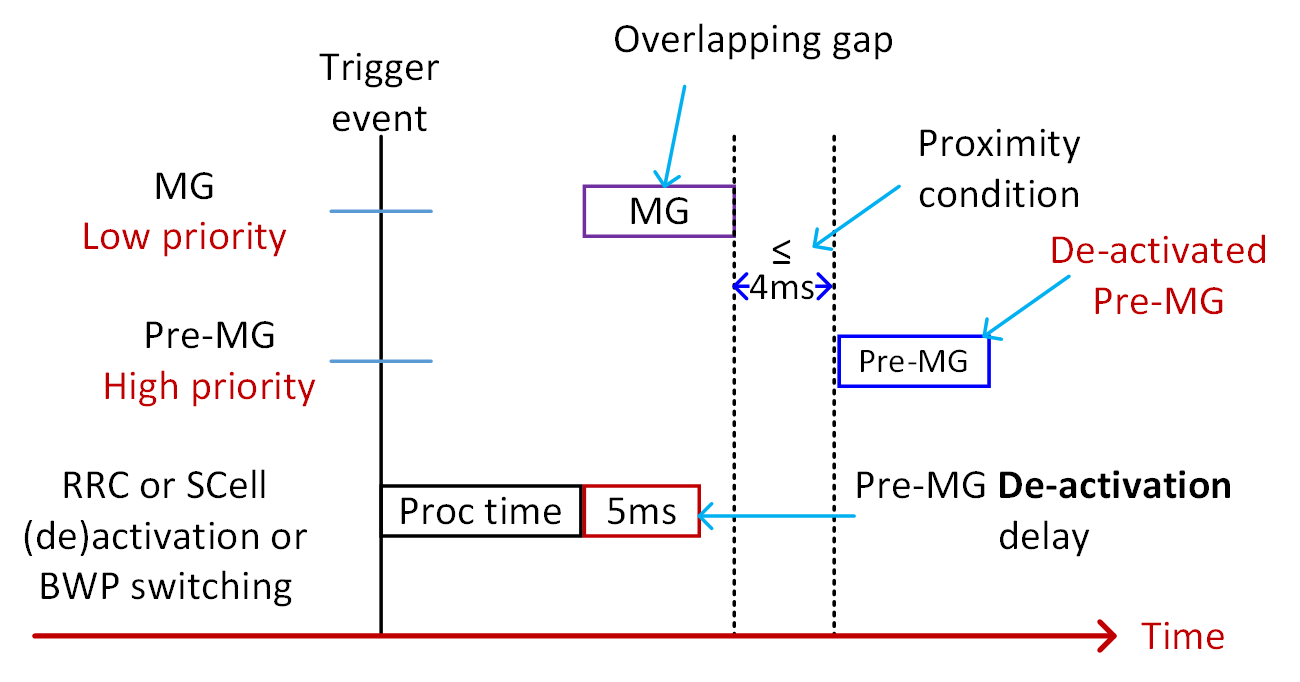 Overlapping gap
Trigger
event
Proximity
condition
MG
Low priority
MG
≤
4ms
De-activated
Pre-MG
Pre-MG
High priority
Pre-MG
RRC or SCell
(de)activation or
BWP switching
Proc time
5ms
Pre-MG De-activation
delay
Time